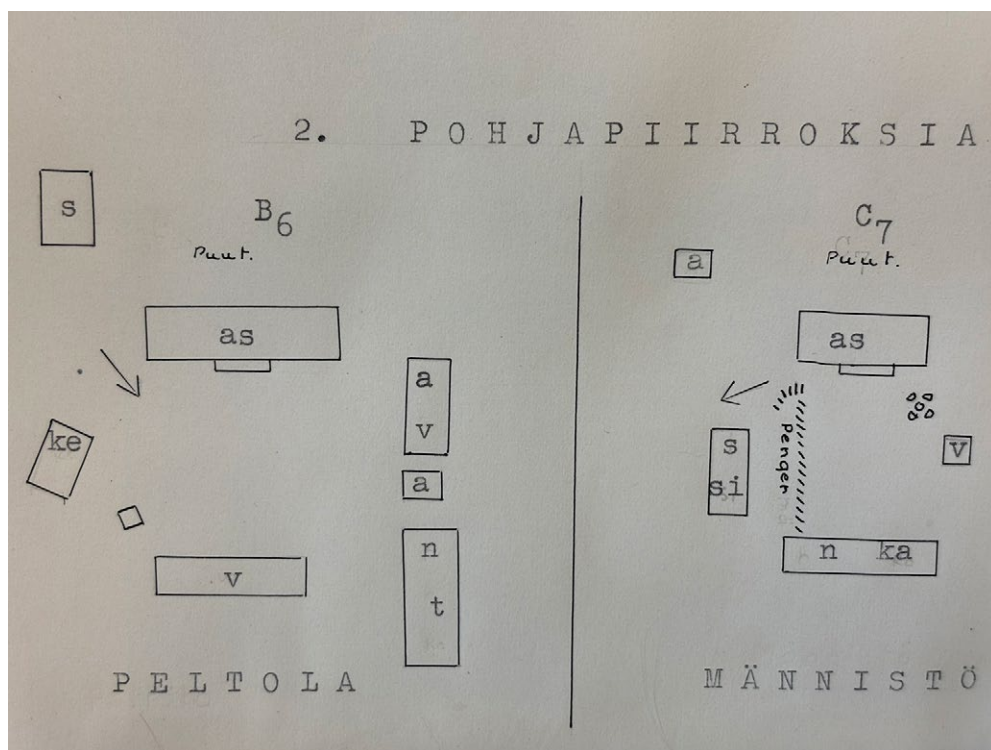 2. POHJAPIIRROKSIA
s
B6
Puut.
as
a
v
ke
a
n
t
v
PELTOLA
C7
a
Puut.
as
s
si
Penger
v
n ka
MÄNNISTÖ